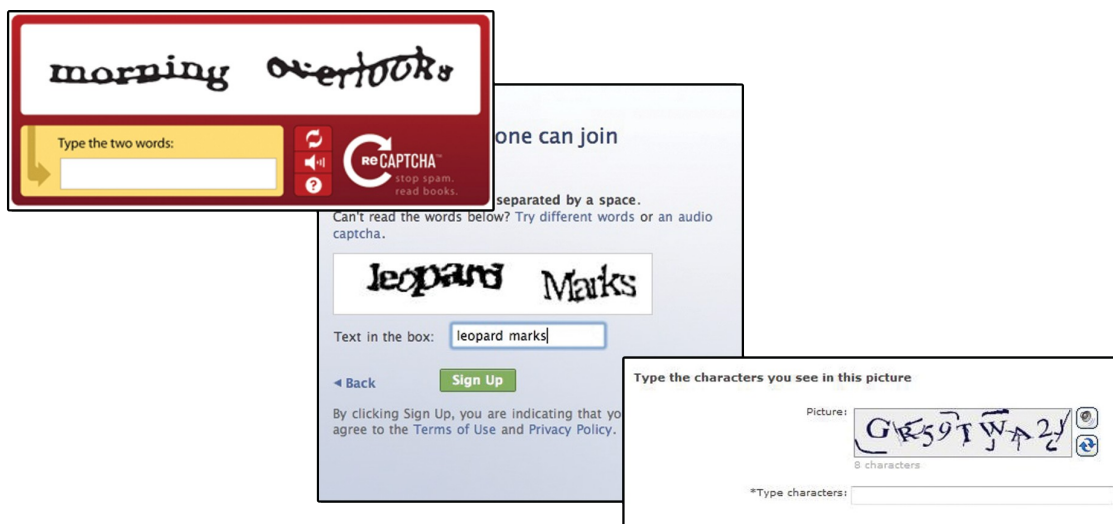 morning overlooks
Type the two words:
reCAPTCHA™
stop spam.
read books.
one can join
separated by a space.
Can't read the words below? Try different words or an audio
captcha.
leopard Marks
Text in the box: leopard marks
◄ Back Sign Up
By clicking Sign Up, you are indicating that yo
agree to the Terms of Use and Privacy Policy.
Type the characters you see in this picture
Picture:
8 characters
*Type characters: